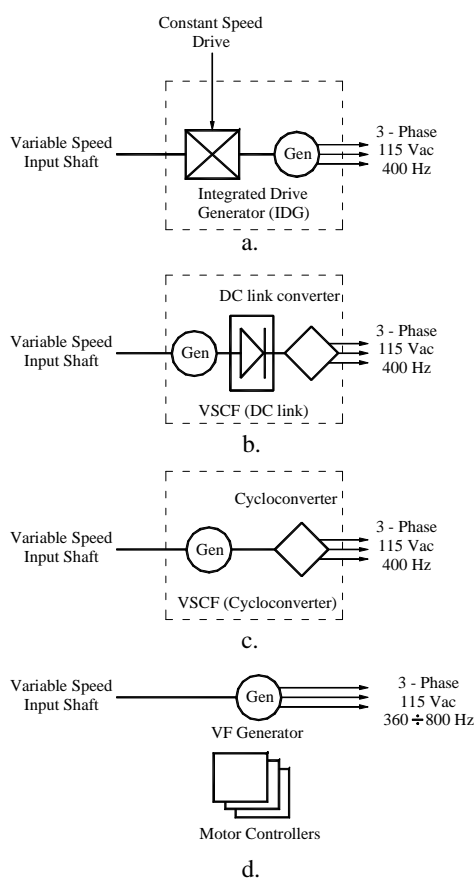 Constant Speed
Drive
Variable Speed
Input Shaft
Gen
3 - Phase
115 Vac
400 Hz
Integrated Drive
Generator (IDG)
a.
DC link converter
Variable Speed
Input Shaft
Gen
3 - Phase
115 Vac
400 Hz
VSCF (DC link)
b.
Cycloconverter
Variable Speed
Input Shaft
Gen
3 - Phase
115 Vac
400 Hz
VSCF (Cycloconverter)
c.
Variable Speed
Input Shaft
Gen
3 - Phase
115 Vac
360÷800 Hz
VF Generator
Motor Controllers
d.